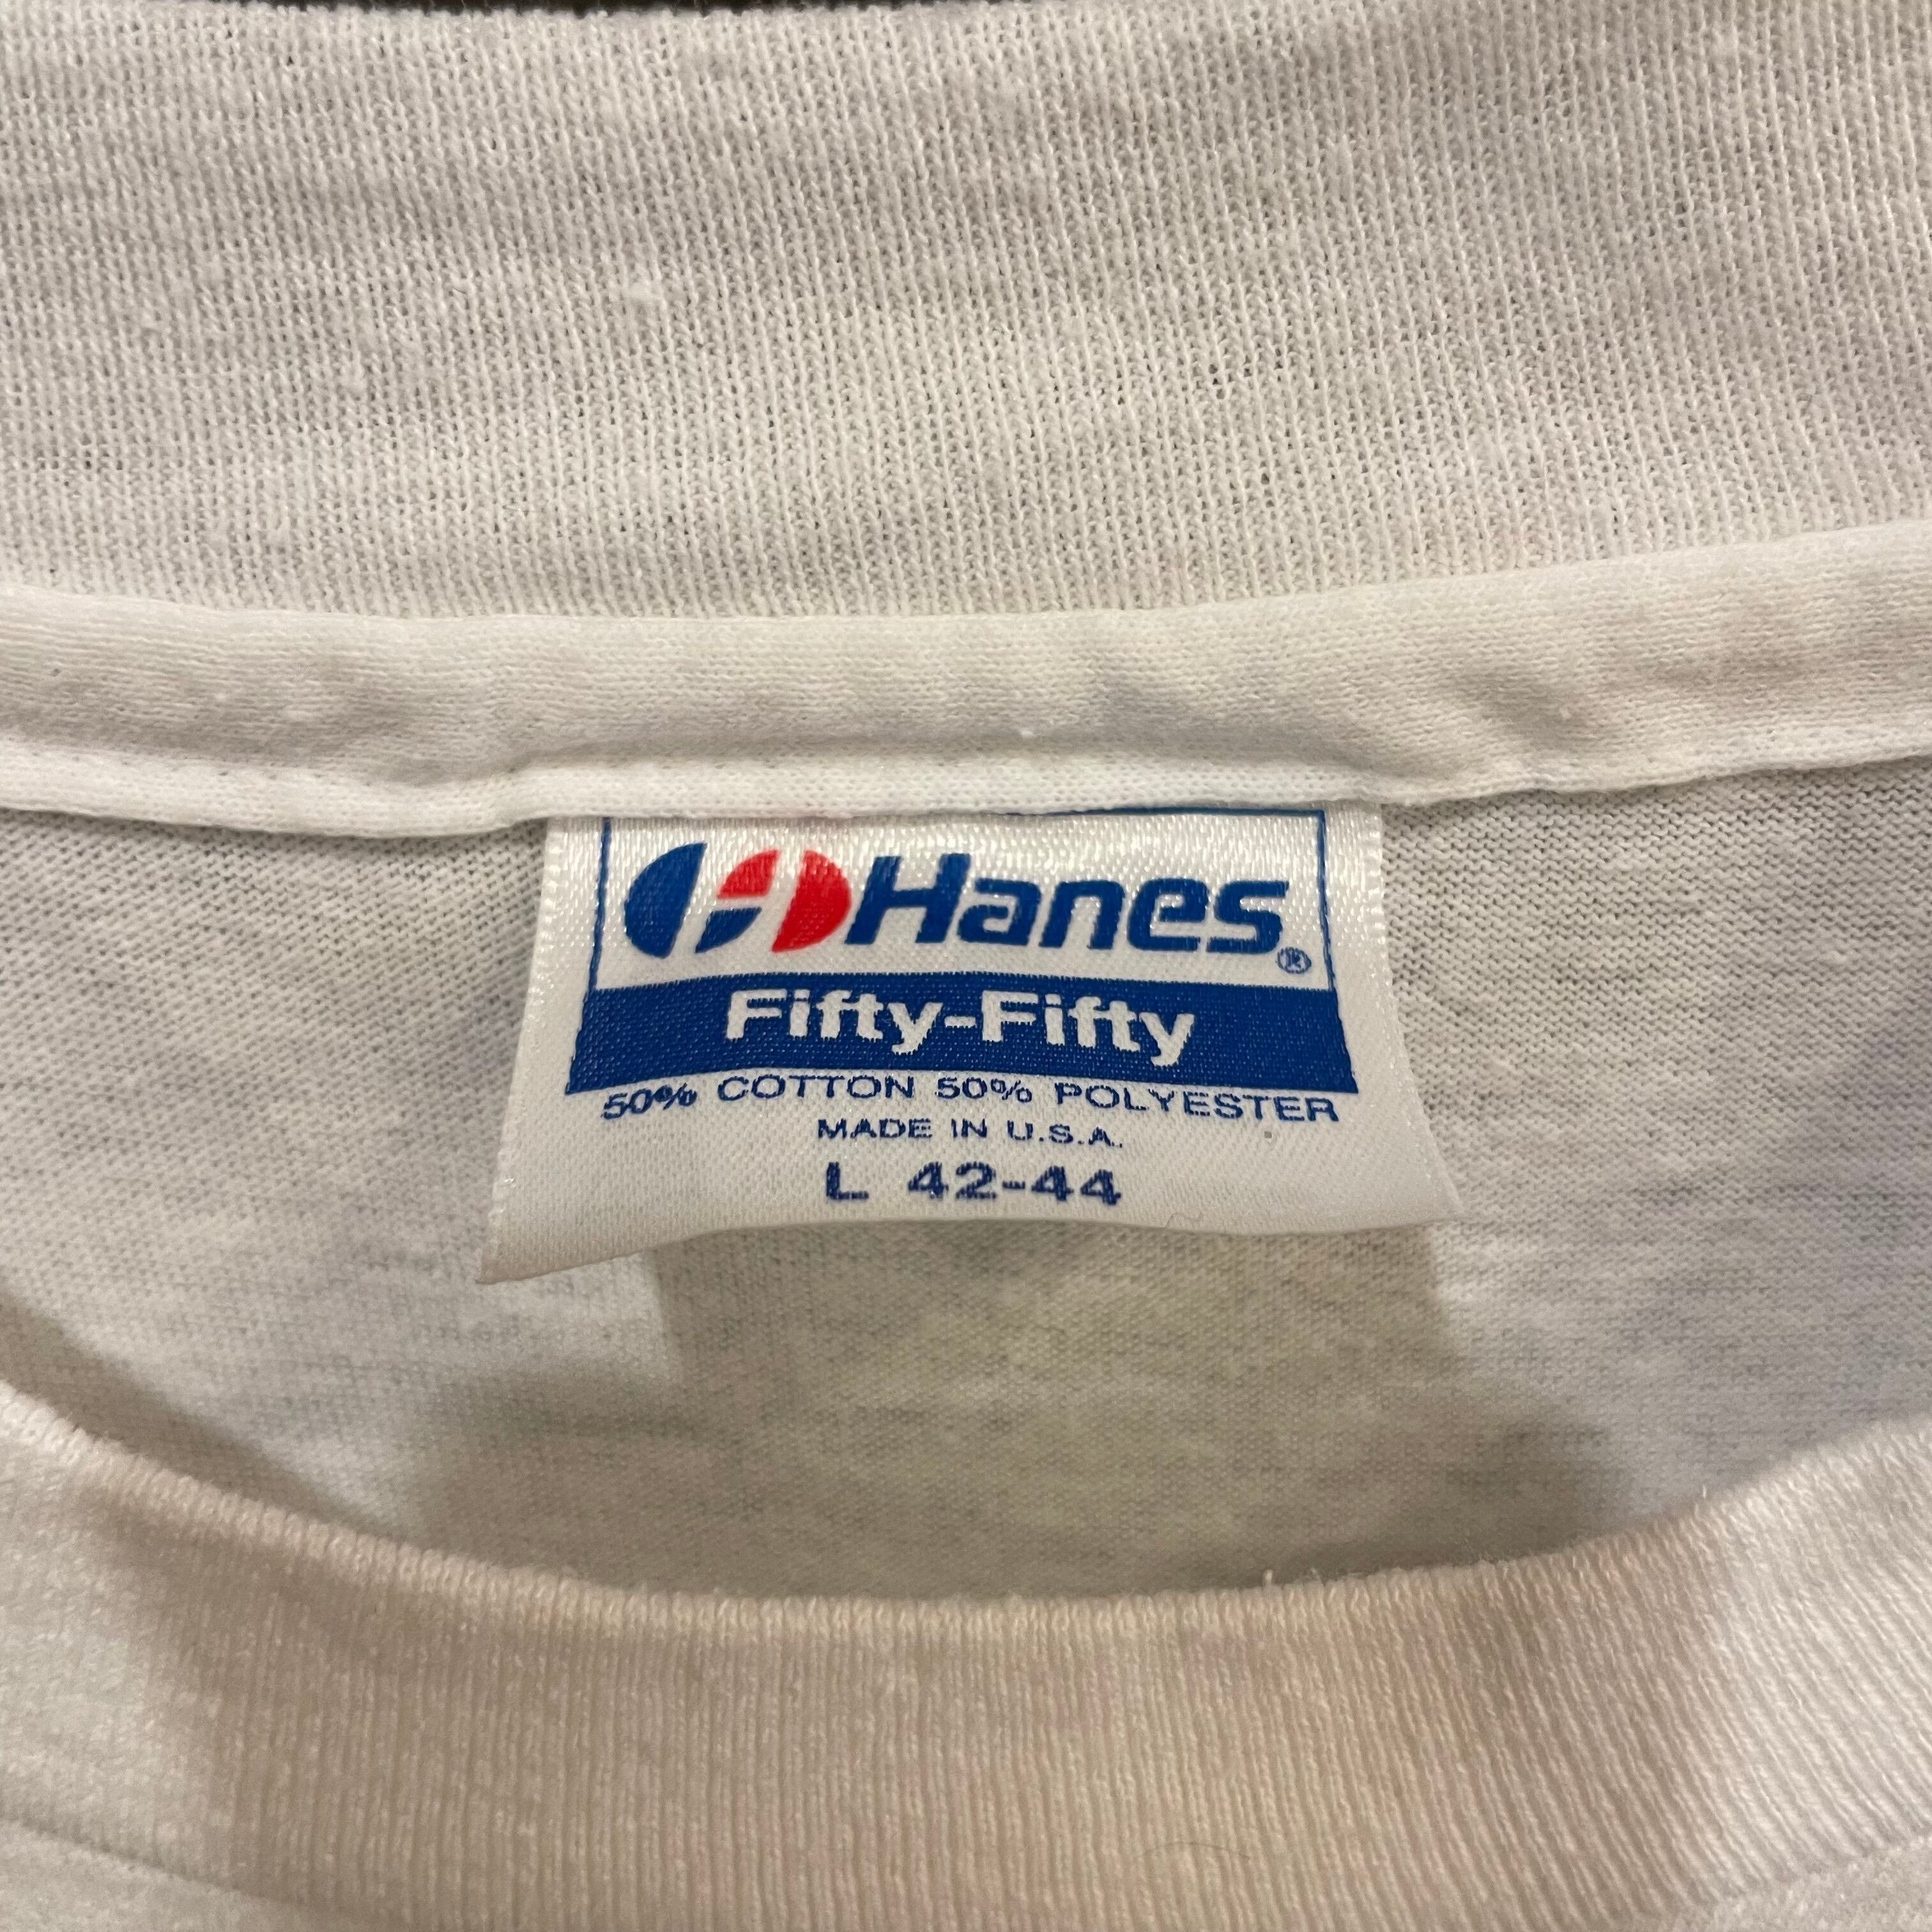 Hanes®
Fifty-Fifty
50% COTTON 50% POLYESTER
MADE IN U.S.A.
L 42-44